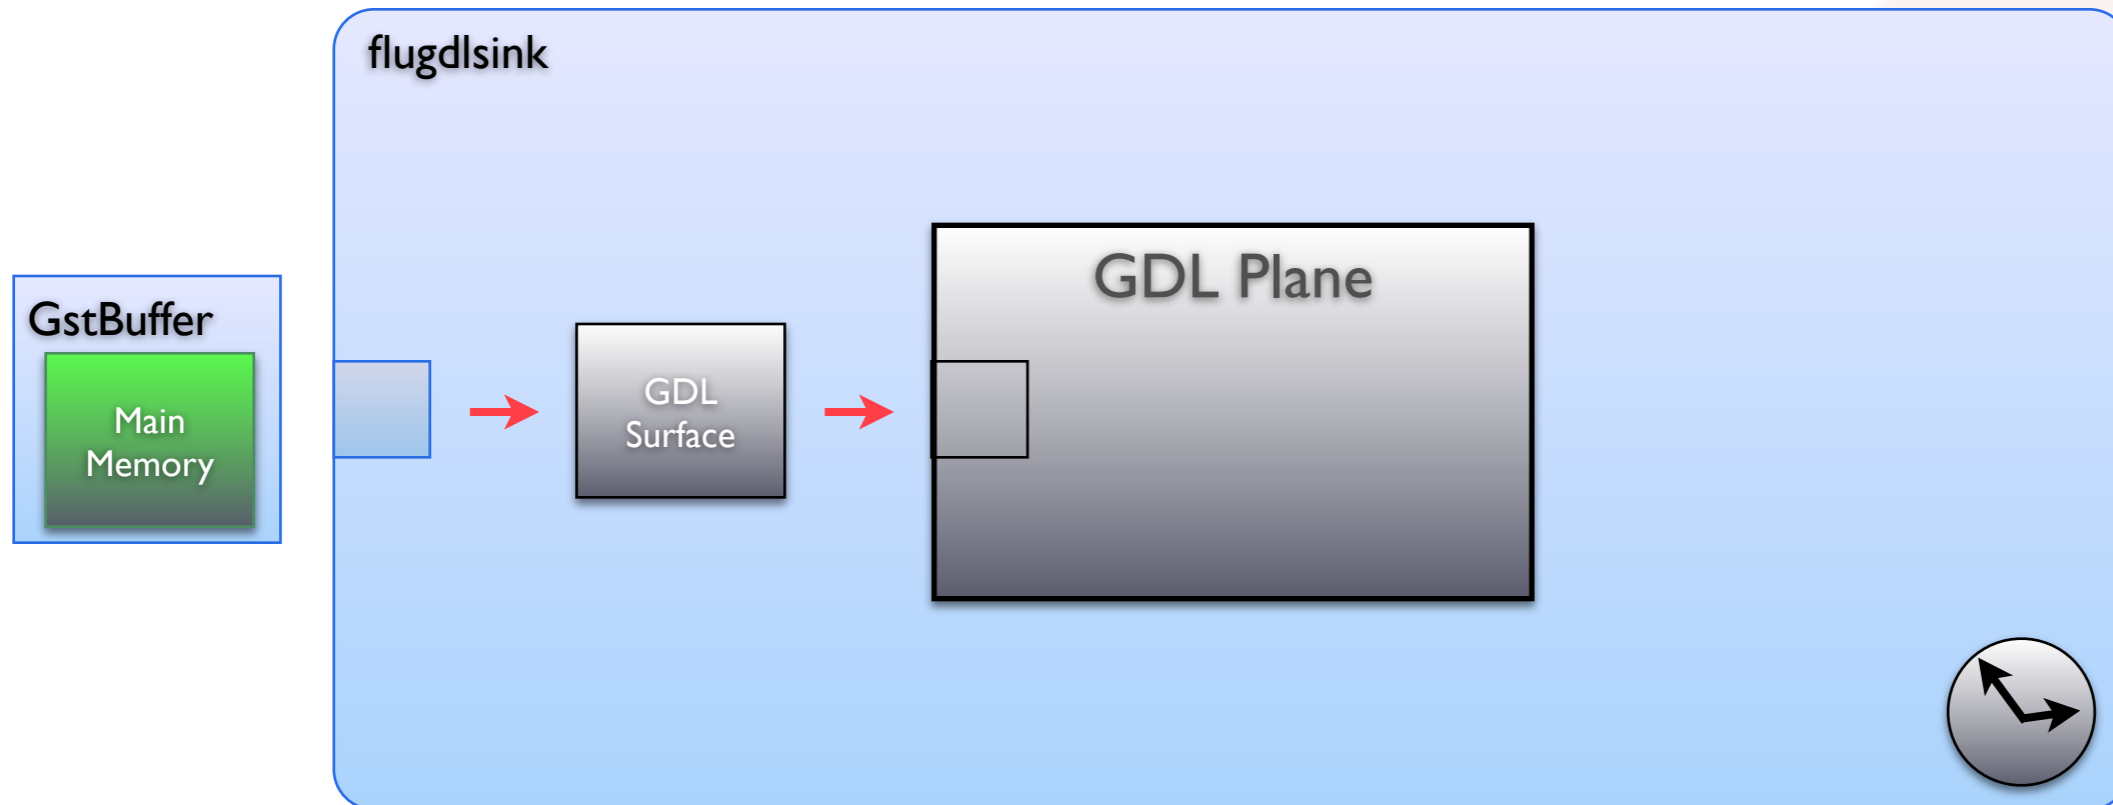 flugdlsink
GstBuffer
Main
Memory
GDL
Surface
GDL Plane